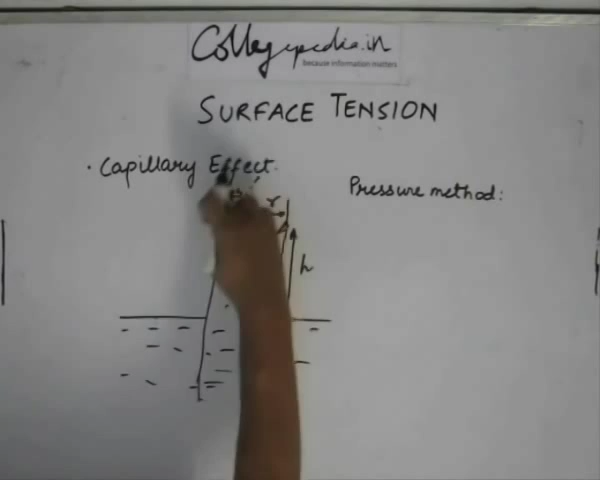 Collegepedia.in
because information matters
SURFACE TENSION
· Capillary Effect.
Pressure method:
r
h